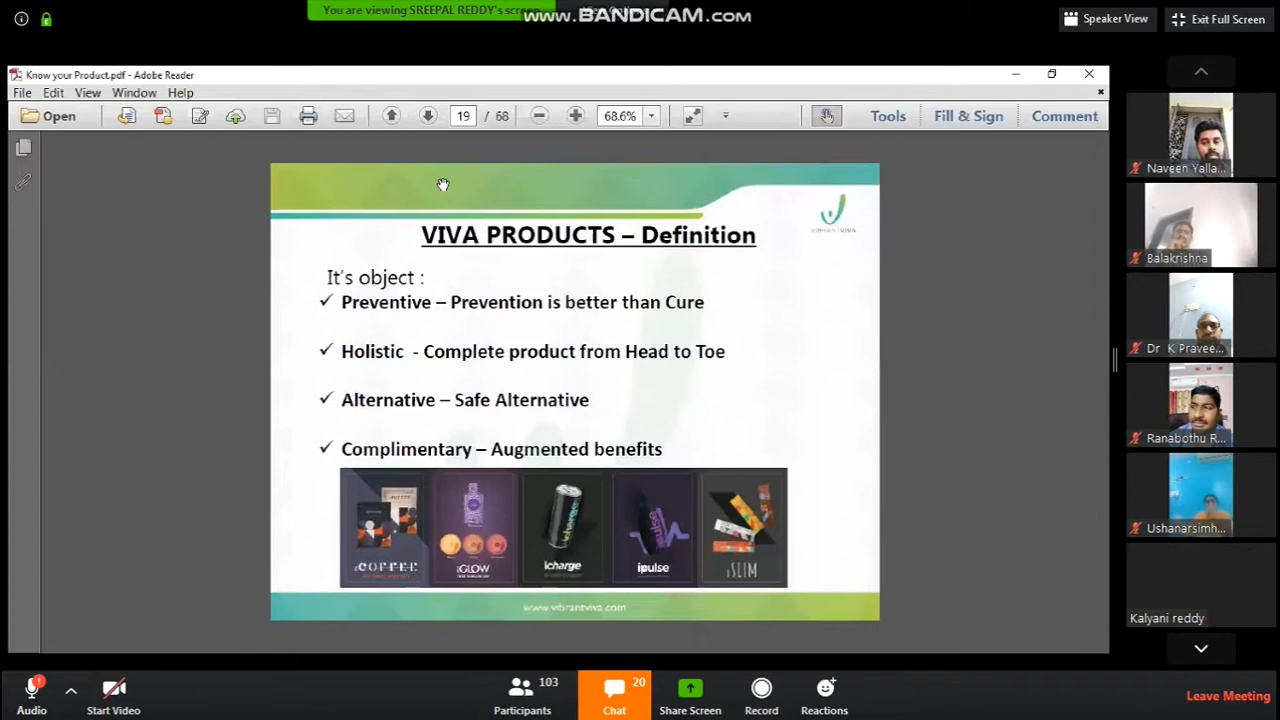 You are viewing SREEPAL REDDY's screen
www.BANDICAM.com
Speaker View
Exit Full Screen
Know your Product.pdf - Adobe Reader
File Edit View Window Help
Open
19 / 68
68.6%
Tools
Fill & Sign
Comment
VIVA PRODUCTS – Definition
It's object :
✓ Preventive – Prevention is better than Cure
✓ Holistic - Complete product from Head to Toe
✓ Alternative – Safe Alternative
✓ Complimentary – Augmented benefits
iCOFFEE
iGLOW
icharge
ipulse
iSLIM
www.vibrantviva.com
Naveen Yalla...
Balakrishna
Dr K Pravee...
Ranabothu R...
Ushanarsimh...
Kalyani reddy
Audio
Start Video
103
Participants
20
Chat
Share Screen
Record
Reactions
Leave Meeting